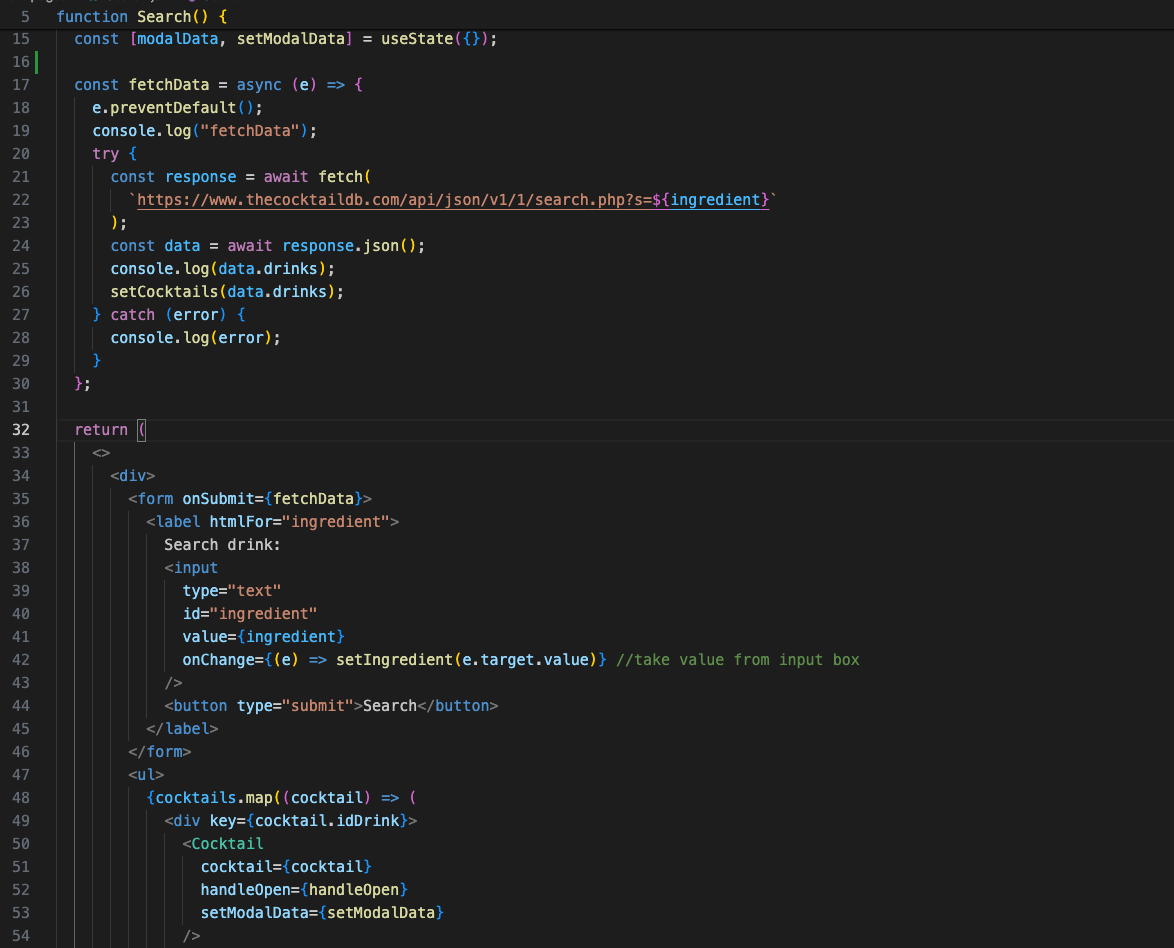 5 function Search() {
15 const [modalData, setModalData] = useState({});
16
17 const fetchData = async (e) => {
18 e.preventDefault();
19 console.log("fetchData");
20 try {
21 const response = await fetch(
22 `https://www.thecocktaildb.com/api/json/v1/1/search.php?s=${ingredient}`
23 );
24 const data = await response.json();
25 console.log(data.drinks);
26 setCocktails(data.drinks);
27 } catch (error) {
28 console.log(error);
29 }
30 };
31
32 return (
33 <>
34 <div>
35 <form onSubmit={fetchData}>
36 <label htmlFor="ingredient">
37 Search drink:
38 <input
39 type="text"
40 id="ingredient"
41 value={ingredient}
42 onChange={(e) => setIngredient(e.target.value)} //take value from input box
43 />
44 <button type="submit">Search</button>
45 </label>
46 </form>
47 <ul>
48 {cocktails.map((cocktail) => (
49 <div key={cocktail.idDrink}>
50 <Cocktail
51 cocktail={cocktail}
52 handleOpen={handleOpen}
53 setModalData={setModalData}
54 />